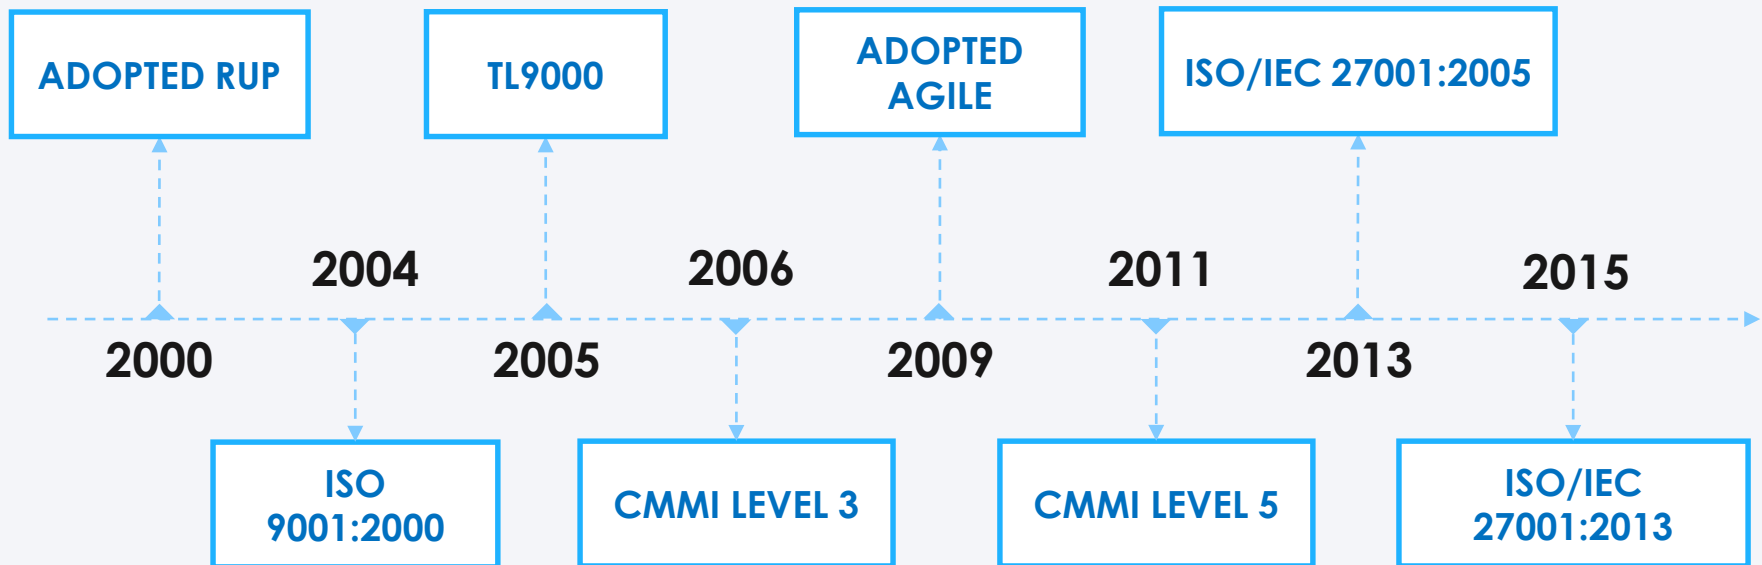 ADOPTED RUP
TL9000
ADOPTED
AGILE
ISO/IEC 27001:2005
2004
2006
2011
2015
2000
2005
2009
2013
ISO
9001:2000
CMMI LEVEL 3
CMMI LEVEL 5
ISO/IEC
27001:2013